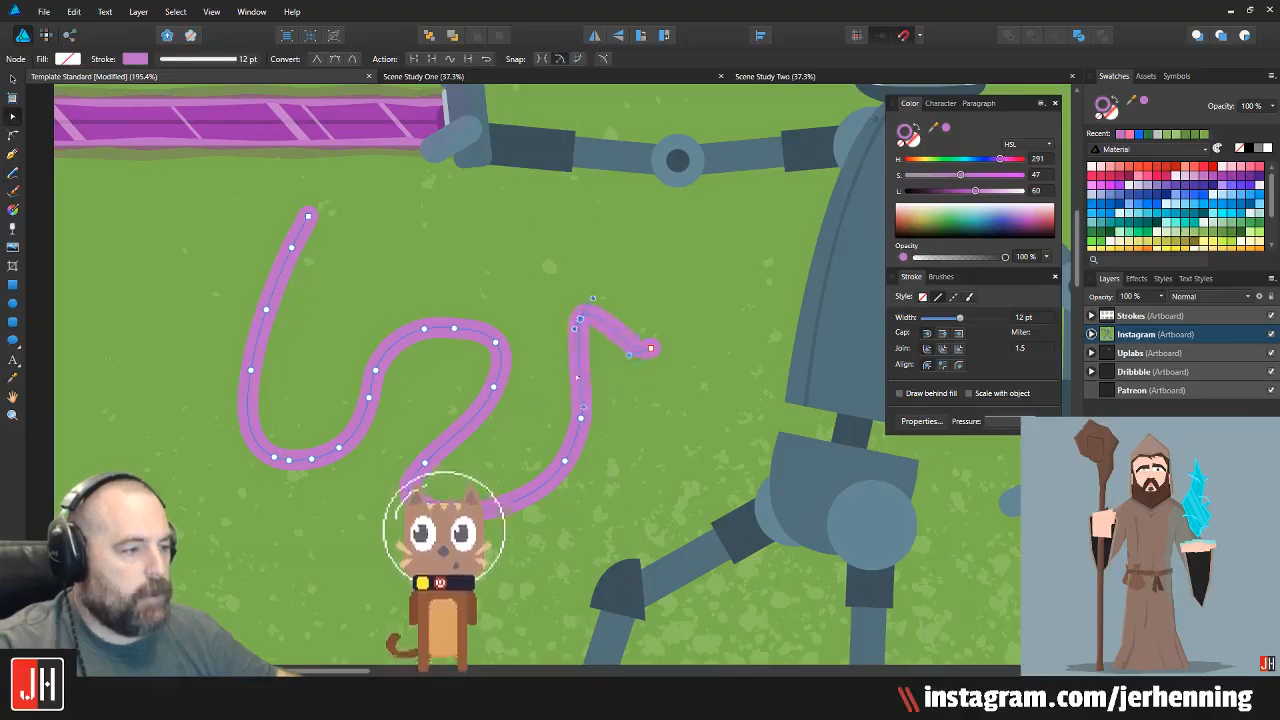 File Edit Text Layer Select View Window Help
Node Fill: Stroke: 12 pt Convert: Action: Snap:
Template Standard [Modified] (195.4%) Scene Study One (37.3%) Scene Study Two (37.3%)
Color Character Paragraph
HSL
H: 291
S: 47
L: 60
Opacity
100 %
Stroke Brushes
Style:
Width: 12 pt
Cap: Miter:
Join: 1.5
Align:
Draw behind fill Scale with object
Properties... Pressure:
Swatches Assets Symbols
Opacity: 100 %
Recent:
Material
Layers Effects Styles Text Styles
Opacity: 100 % Normal
Strokes (Artboard)
Instagram (Artboard)
Uplabs (Artboard)
Dribbble (Artboard)
Patreon (Artboard)
JH
JH
\\ instagram.com/jerhenning